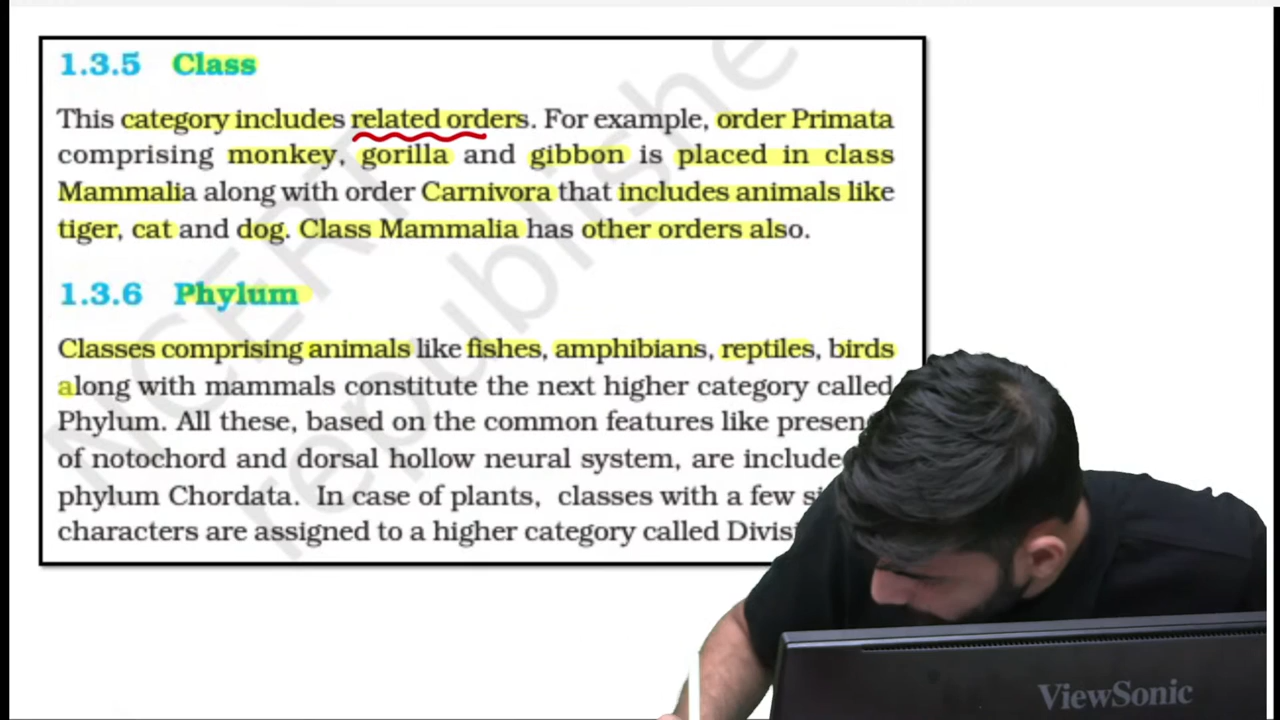 1.3.5 Class
This category includes related orders. For example, order Primata
comprising monkey, gorilla and gibbon is placed in class
Mammalia along with order Carnivora that includes animals like
tiger, cat and dog. Class Mammalia has other orders also.
1.3.6 Phylum
Classes comprising animals like fishes, amphibians, reptiles, birds
along with mammals constitute the next higher category called
Phylum. All these, based on the common features like
of notochord and dorsal hollow neural system, are
phylum Chordata. In case of plants, classes with a few
characters are assigned to a higher category called
NCERT
republishe
ViewSonic